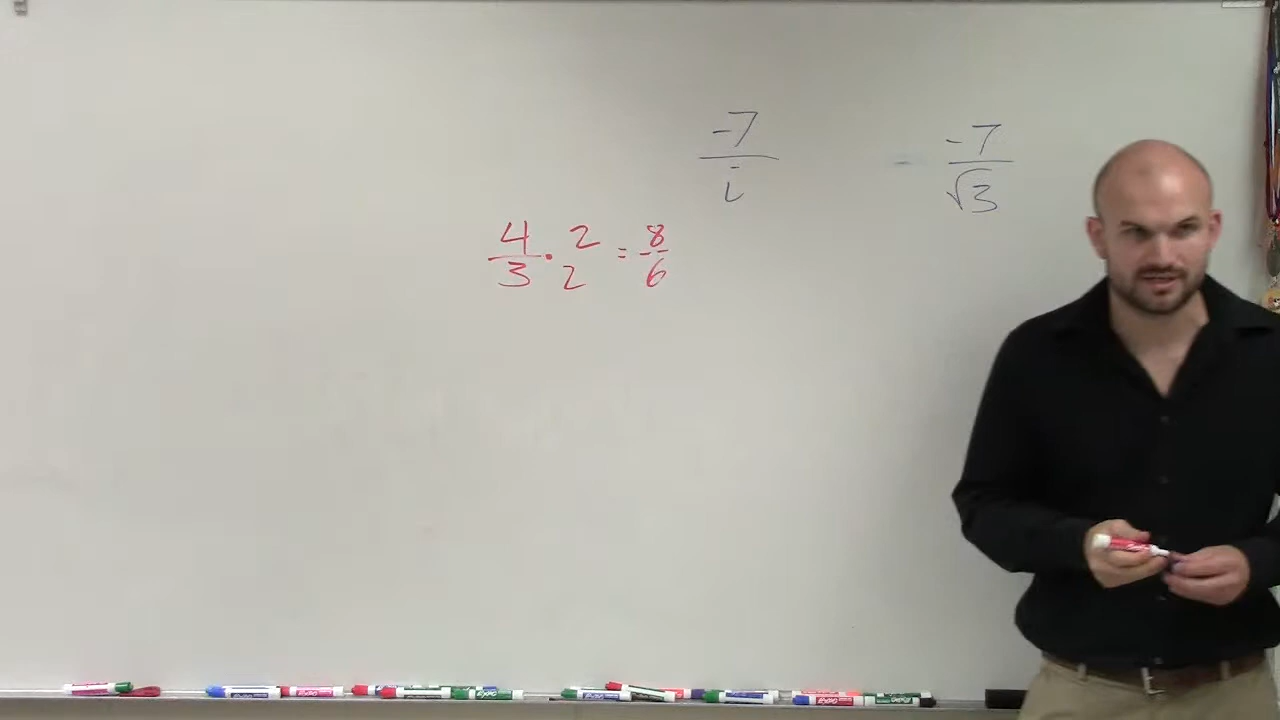 -7/i
-7/√3
4/3 · 2/2 = 8/6